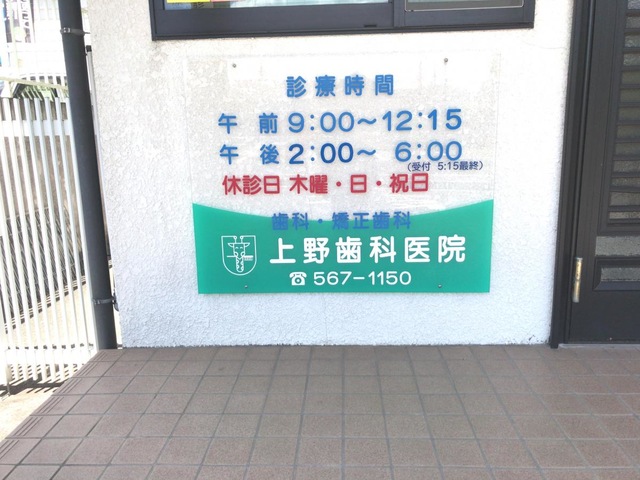 診療時間
午 前 9:00～12:15
午 後 2:00～ 6:00
(受付 5:15最終)
休診日 木曜・日・祝日
歯科・矯正歯科
上野歯科医院
☎567-1150